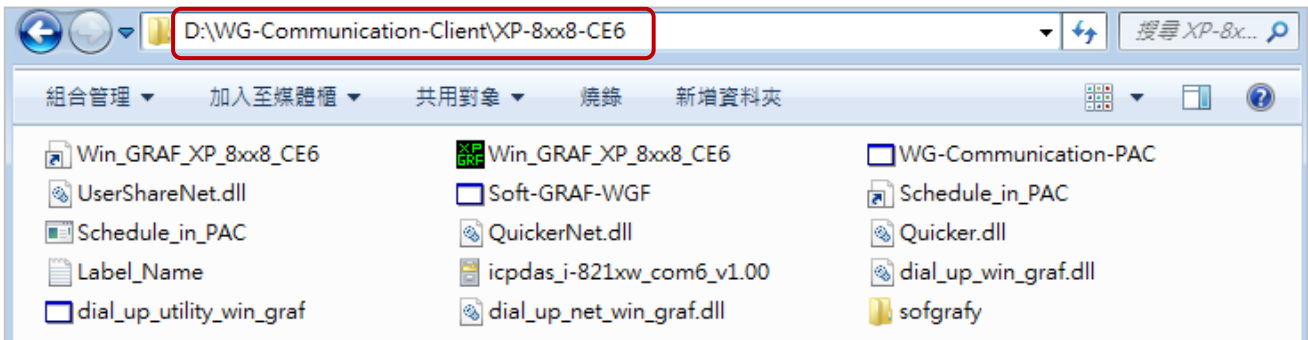 D:\WG-Communication-Client\XP-8xx8-CE6 搜尋 XP-8x...
組合管理 加入至媒體櫃 共用對象 燒錄 新增資料夾
Win_GRAF_XP_8xx8_CE6 XP GRF Win_GRAF_XP_8xx8_CE6 WG-Communication-PAC
UserShareNet.dll Soft-GRAF-WGF Schedule_in_PAC
Schedule_in_PAC QuickerNet.dll Quicker.dll
Label_Name icpdas_i-821xw_com6_v1.00 dial_up_win_graf.dll
dial_up_utility_win_graf dial_up_net_win_graf.dll sofgrafy